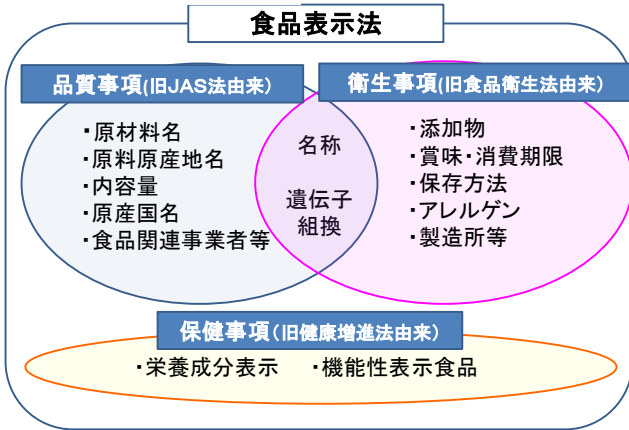 食品表示法
品質事項(旧JAS法由来)
・原材料名
・原料原産地名
・内容量
・原産国名
・食品関連事業者等
名称
遺伝子
組換
衛生事項(旧食品衛生法由来)
・添加物
・賞味・消費期限
・保存方法
・アレルゲン
・製造所等
保健事項(旧健康増進法由来)
・栄養成分表示 ・機能性表示食品